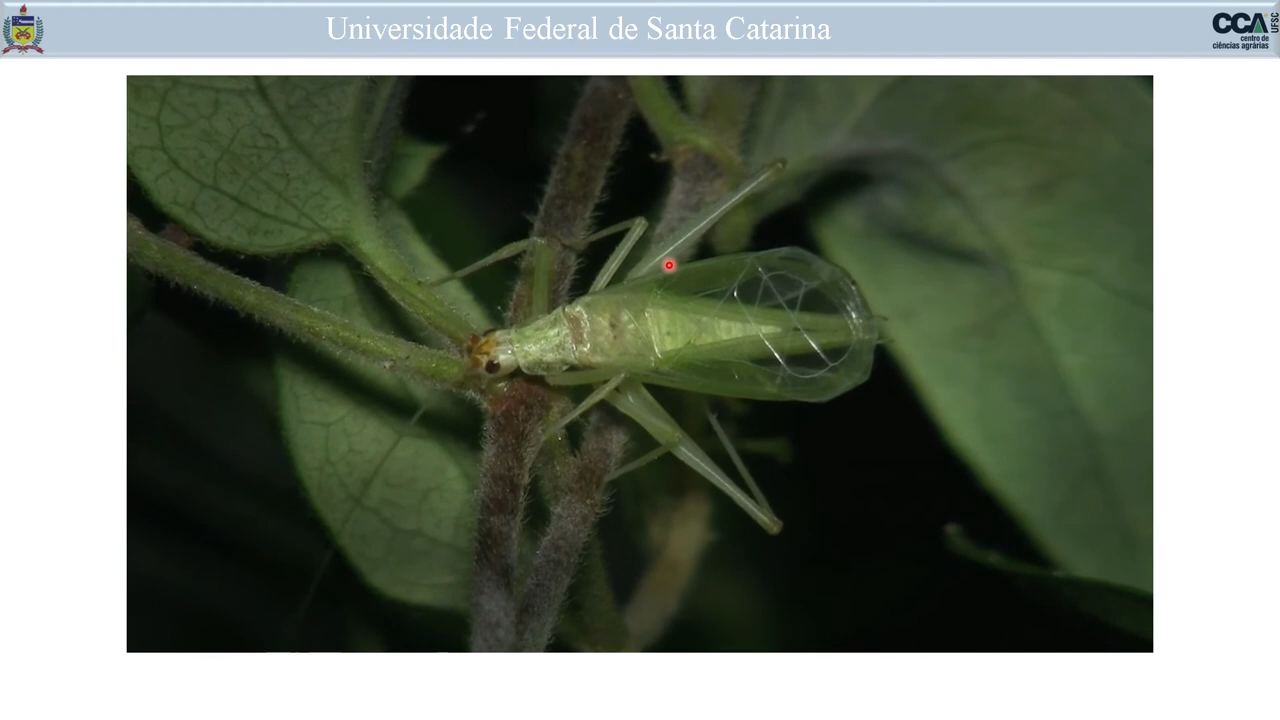 Universidade Federal de Santa Catarina
CCA
UFSC
centro de
ciências agrárias